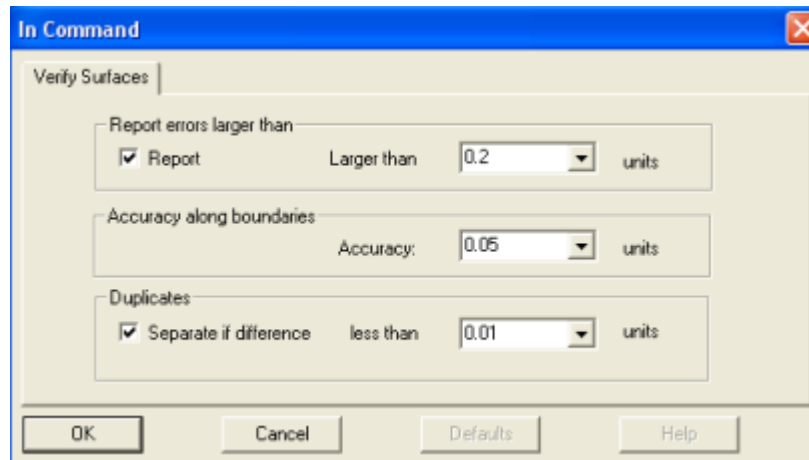 In Command
Verify Surfaces
Report errors larger than
Report Larger than 0.2 units
Accuracy along boundaries
Accuracy: 0.05 units
Duplicates
Separate if difference less than 0.01 units
OK Cancel Defaults Help